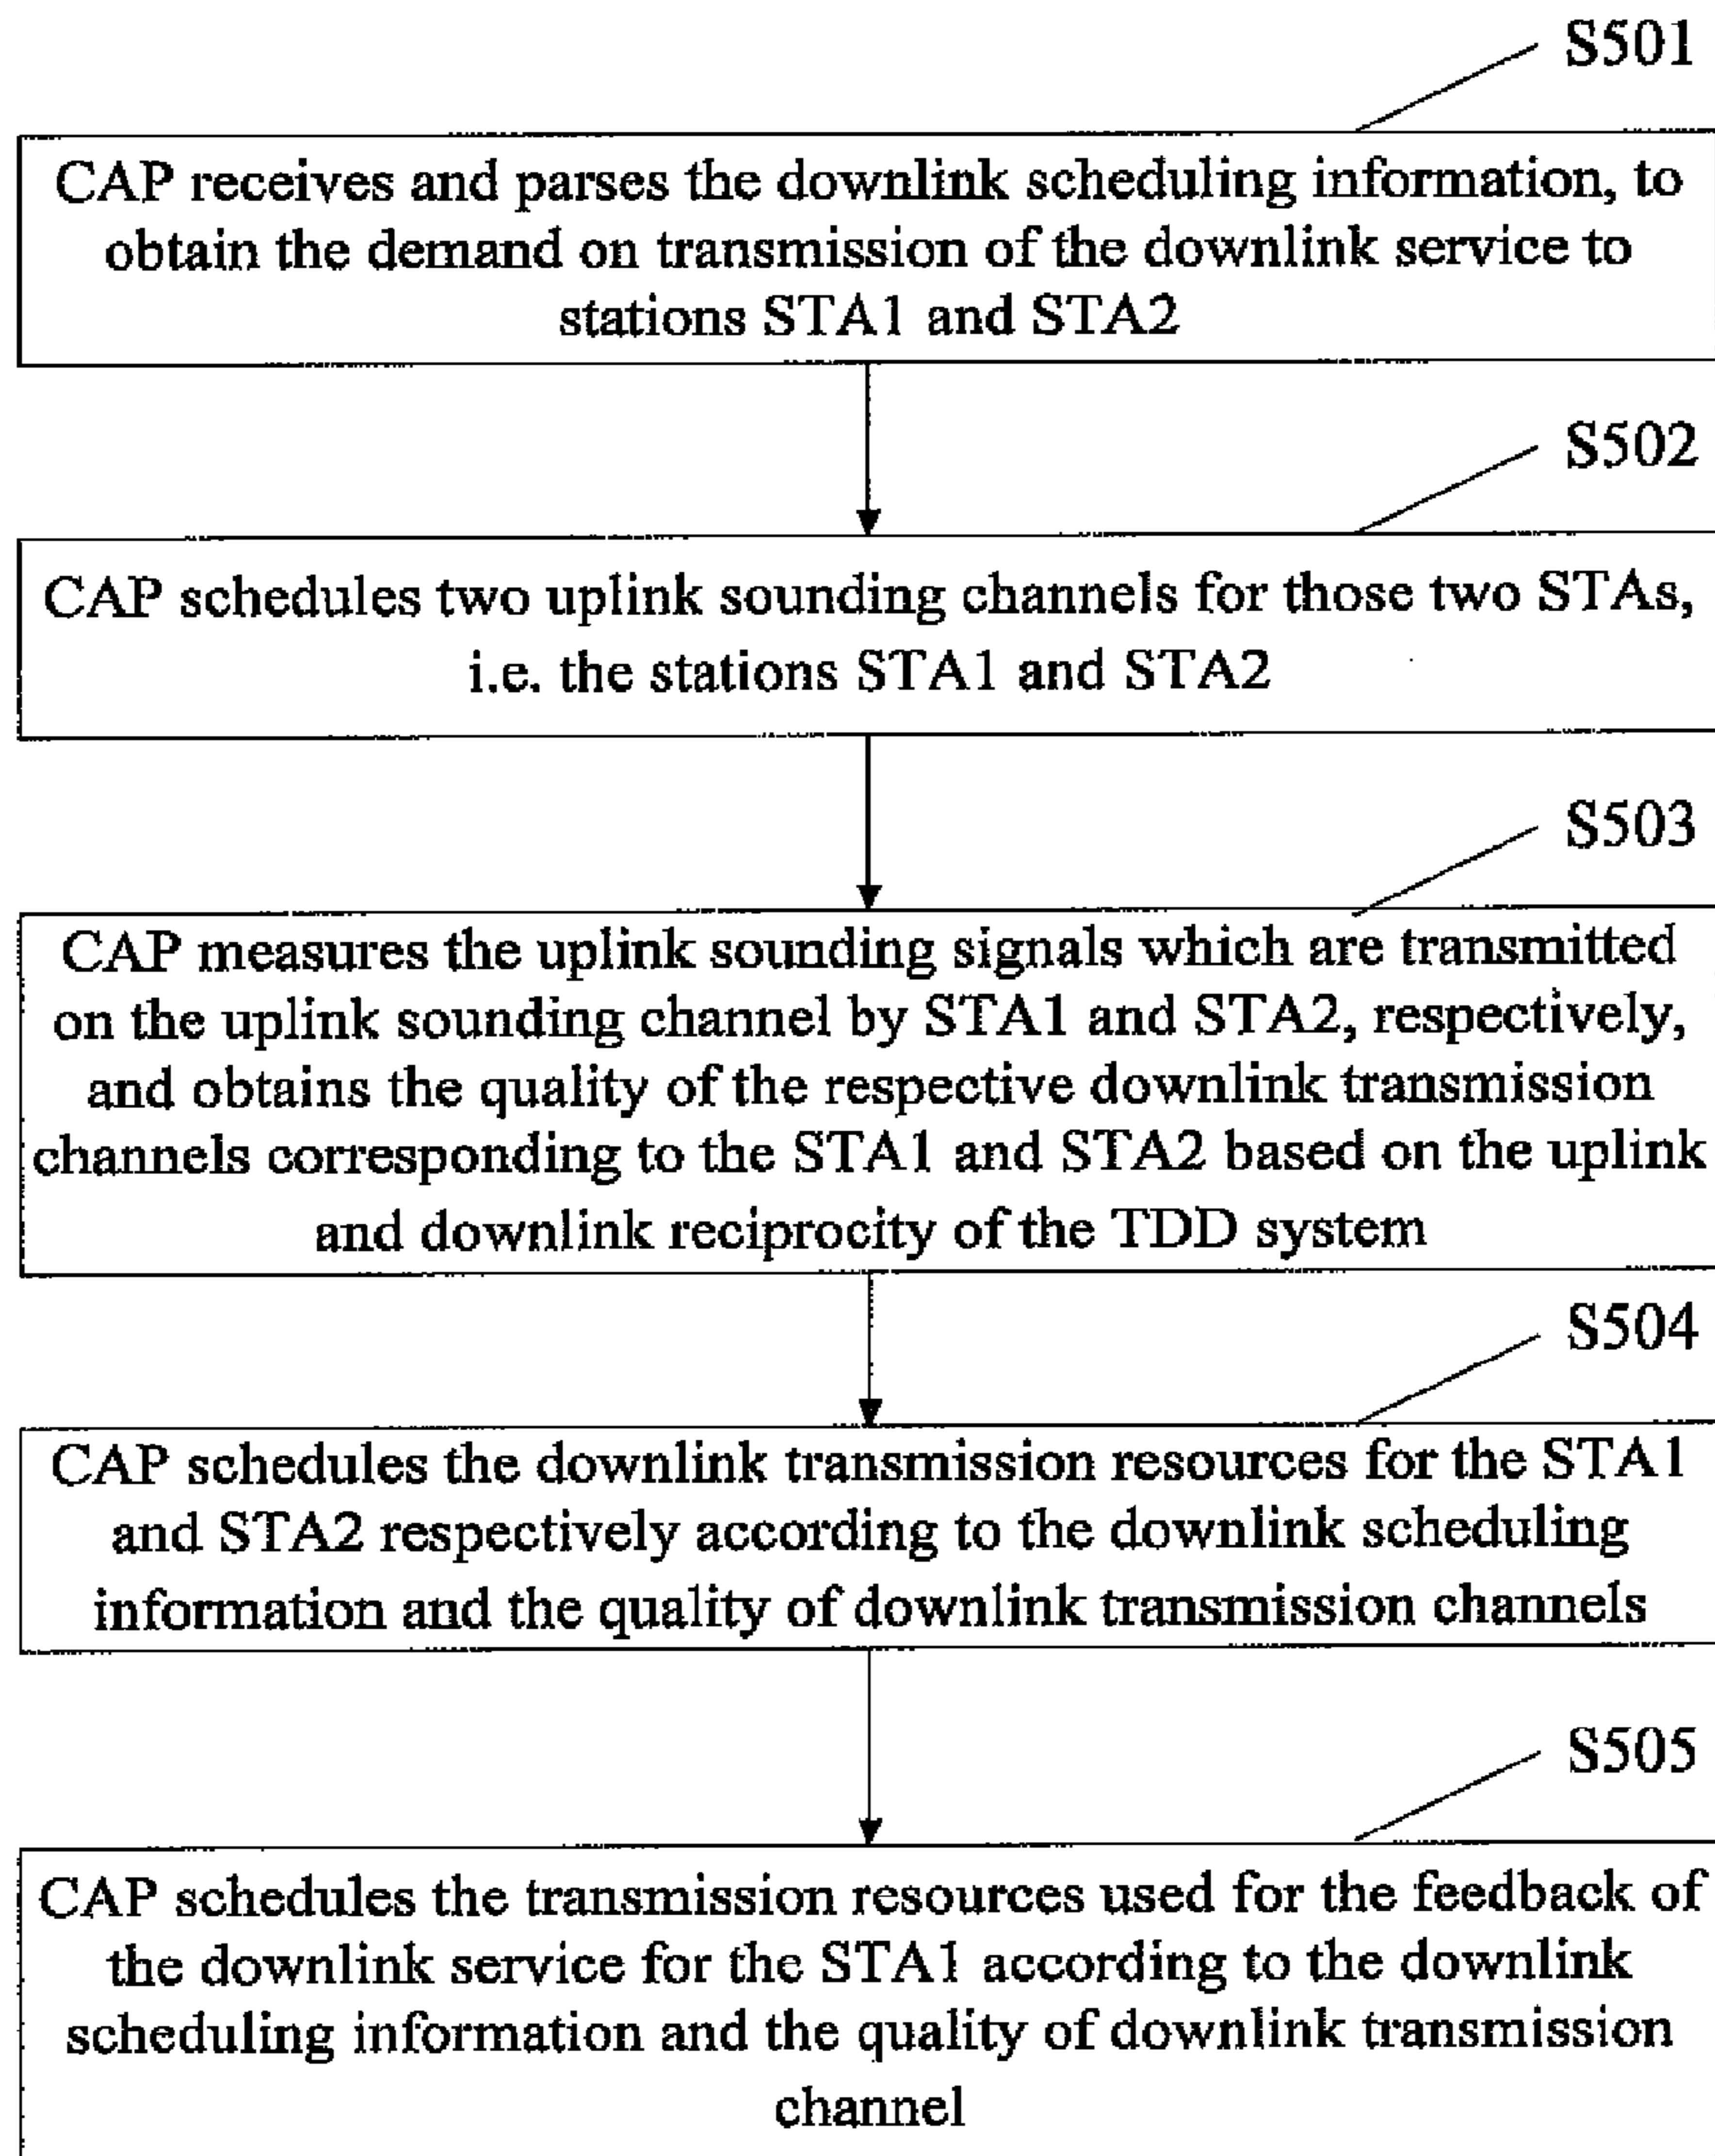 S501
CAP receives and parses the downlink scheduling information, to
obtain the demand on transmission of the downlink service to
stations STA1 and STA2
S502
CAP schedules two uplink sounding channels for those two STAs,
i.e. the stations STA1 and STA2
S503
CAP measures the uplink sounding signals which are transmitted
on the uplink sounding channel by STA1 and STA2, respectively,
and obtains the quality of the respective downlink transmission
channels corresponding to the STA1 and STA2 based on the uplink
and downlink reciprocity of the TDD system
S504
CAP schedules the downlink transmission resources for the STA1
and STA2 respectively according to the downlink scheduling
information and the quality of downlink transmission channels
S505
CAP schedules the transmission resources used for the feedback of
the downlink service for the STA1 according to the downlink
scheduling information and the quality of downlink transmission
channel